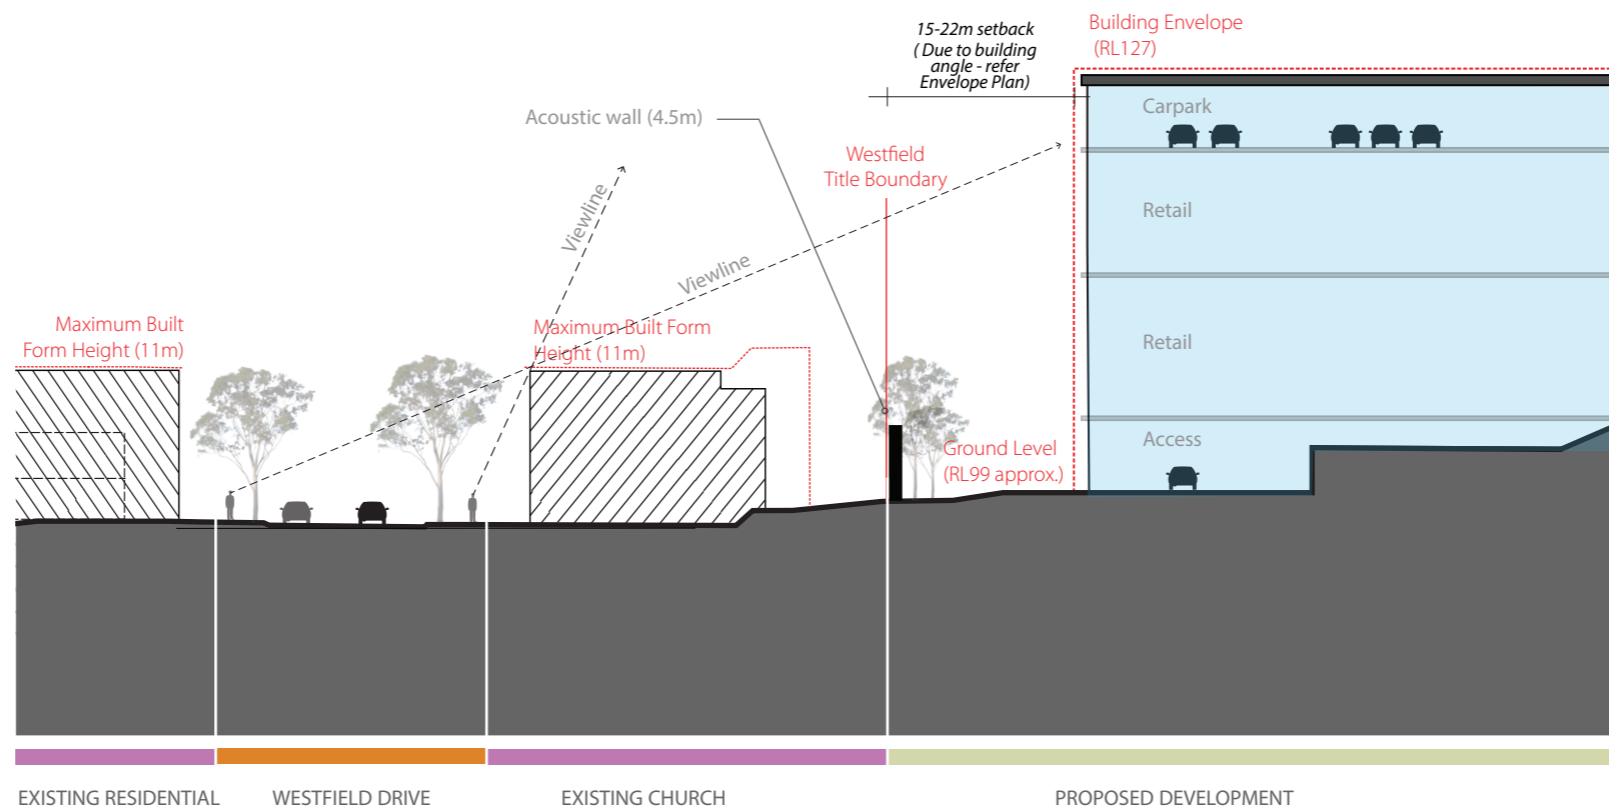 15-22m setback
( Due to building
angle - refer
Envelope Plan)
Building Envelope
(RL127)
Acoustic wall (4.5m)
Carpark
Westfield
Title Boundary
Viewline
Viewline
Retail
Maximum Built
Form Height (11m)
Maximum Built Form
Height (11m)
Retail
Access
Ground Level
(RL99 approx.)
EXISTING RESIDENTIAL
WESTFIELD DRIVE
EXISTING CHURCH
PROPOSED DEVELOPMENT